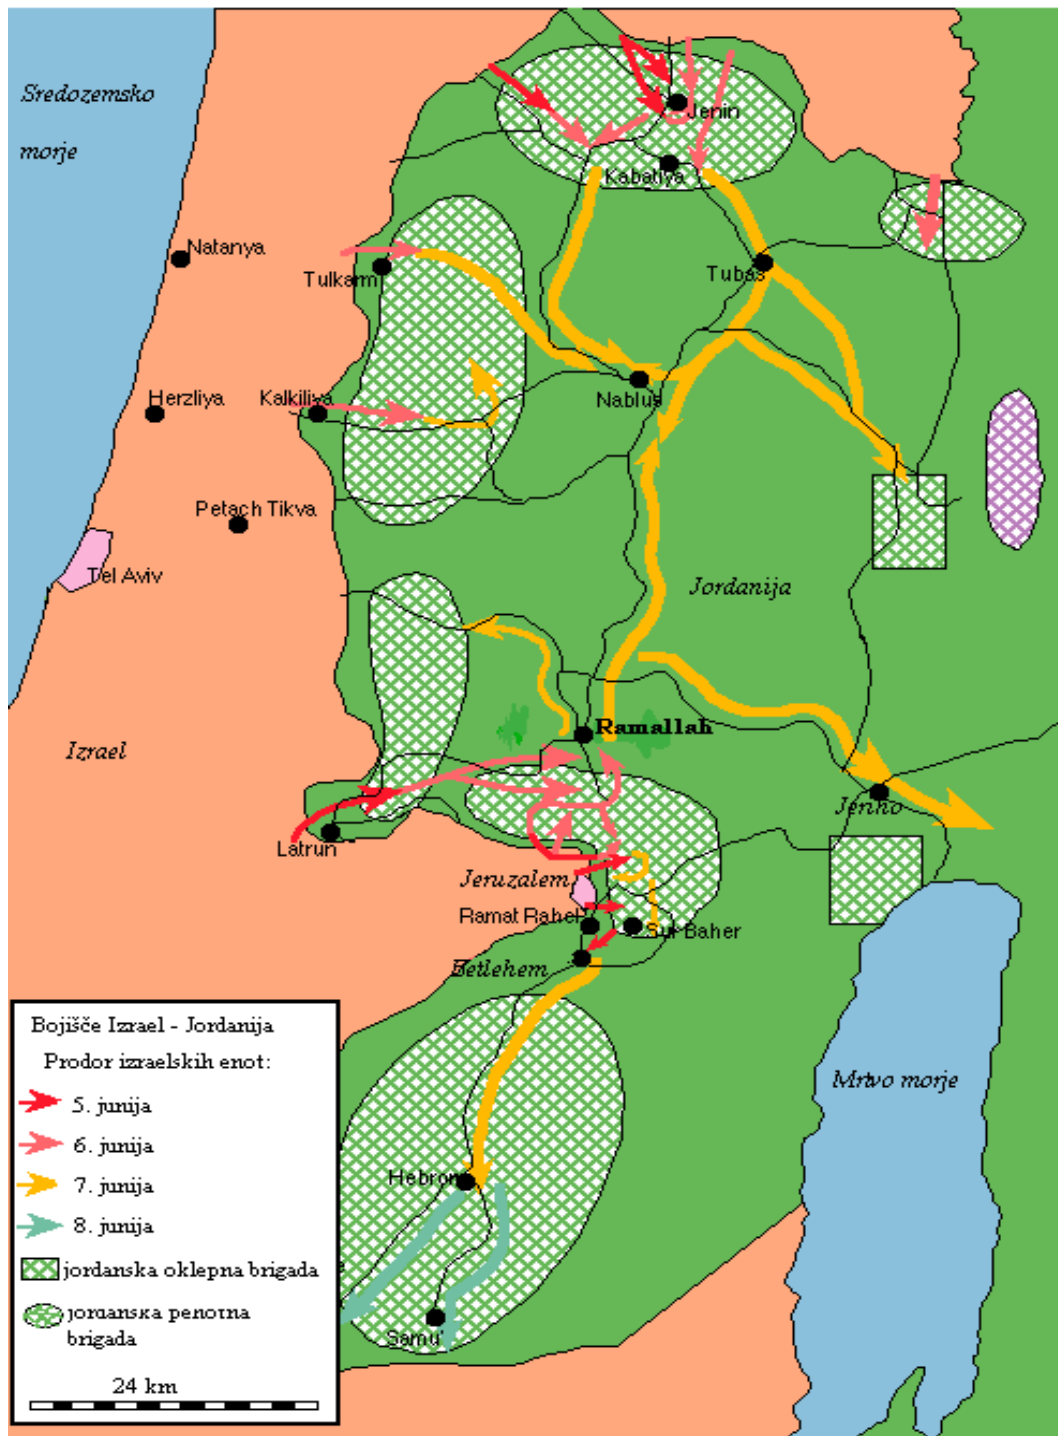 Sredozemsko
morje
Jenin
Kabatiya
Natanya
Tulkarm
Tubas
Herzliya
Kalkiliya
Nablus
Petach Tikva
Tel Aviv
Jordanija
Ramallah
Izrael
Jeriho
Latrun
Jeruzalem
Ramat Rahel
Sur Baher
Betlehem
Mrtvo morje
Hebron
Samu'
Bojišče Izrael - Jordanija
Prodor izraelskih enot:
5. junija
6. junija
7. junija
8. junija
jordanska oklepna brigada
jordanska pehotna
brigada
24 km